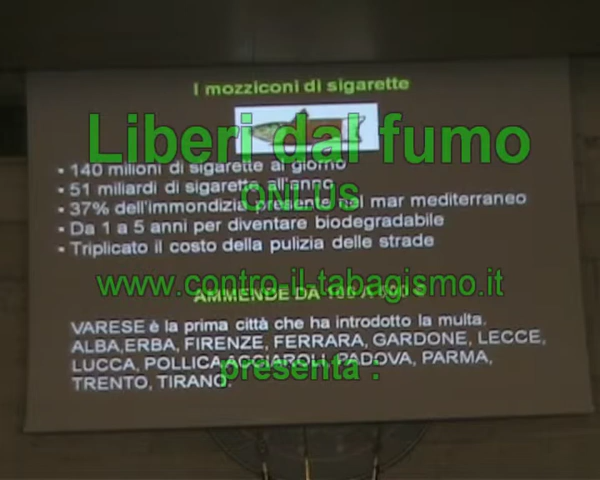 I mozziconi di sigarette
Liberi dal fumo
• 140 milioni di sigarette al giorno
• 51 miliardi di sigarette all'anno
ONLUS
• 37% dell'immondizia presente nel mar mediterraneo
• Da 1 a 5 anni per diventare biodegradabile
• Triplicato il costo della pulizia delle strade
www.contro-il-tabagismo.it
AMMENDE DA A
VARESE è la prima città che ha introdotto la multa.
ALBA,ERBA, FIRENZE, FERRARA, GARDONE, LECCE,
LUCCA, POLLICA ACCIAROLI, PADOVA, PARMA,
presenta :
TRENTO, TIRANO.